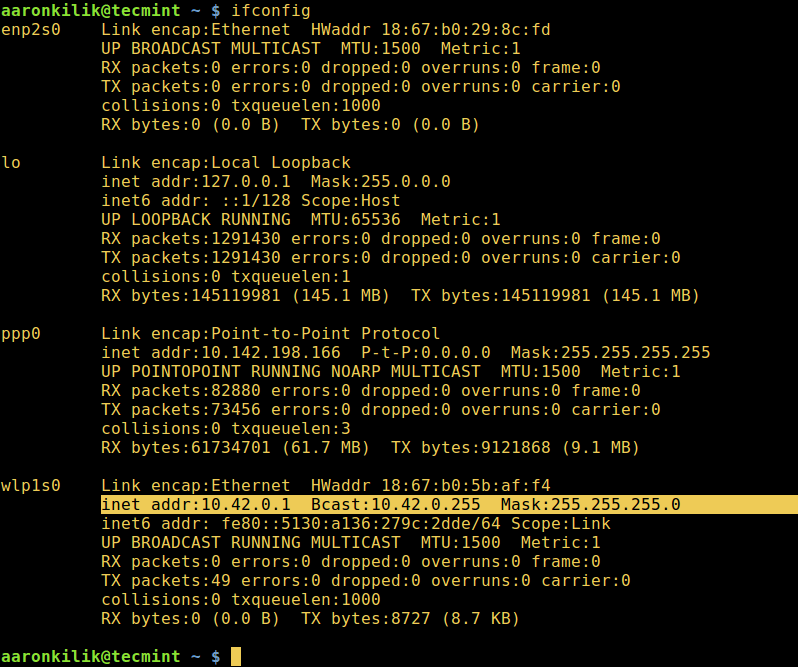 aaronkilik@tecmint ~ $ ifconfig
enp2s0    Link encap:Ethernet  HWaddr 18:67:b0:29:8c:fd
          UP BROADCAST MULTICAST  MTU:1500  Metric:1
          RX packets:0 errors:0 dropped:0 overruns:0 frame:0
          TX packets:0 errors:0 dropped:0 overruns:0 carrier:0
          collisions:0 txqueuelen:1000
          RX bytes:0 (0.0 B)  TX bytes:0 (0.0 B)

lo        Link encap:Local Loopback
          inet addr:127.0.0.1  Mask:255.0.0.0
          inet6 addr: ::1/128 Scope:Host
          UP LOOPBACK RUNNING  MTU:65536  Metric:1
          RX packets:1291430 errors:0 dropped:0 overruns:0 frame:0
          TX packets:1291430 errors:0 dropped:0 overruns:0 carrier:0
          collisions:0 txqueuelen:1
          RX bytes:145119981 (145.1 MB)  TX bytes:145119981 (145.1 MB)

ppp0      Link encap:Point-to-Point Protocol
          inet addr:10.142.198.166  P-t-P:0.0.0.0  Mask:255.255.255.255
          UP POINTOPOINT RUNNING NOARP MULTICAST  MTU:1500  Metric:1
          RX packets:82880 errors:0 dropped:0 overruns:0 frame:0
          TX packets:73456 errors:0 dropped:0 overruns:0 carrier:0
          collisions:0 txqueuelen:3
          RX bytes:61734701 (61.7 MB)  TX bytes:9121868 (9.1 MB)

wlp1s0    Link encap:Ethernet  HWaddr 18:67:b0:5b:af:f4
          inet addr:10.42.0.1  Bcast:10.42.0.255  Mask:255.255.255.0
          inet6 addr: fe80::5130:a136:279c:2dde/64 Scope:Link
          UP BROADCAST RUNNING MULTICAST  MTU:1500  Metric:1
          RX packets:0 errors:0 dropped:0 overruns:0 frame:0
          TX packets:49 errors:0 dropped:0 overruns:0 carrier:0
          collisions:0 txqueuelen:1000
          RX bytes:0 (0.0 B)  TX bytes:8727 (8.7 KB)

aaronkilik@tecmint ~ $